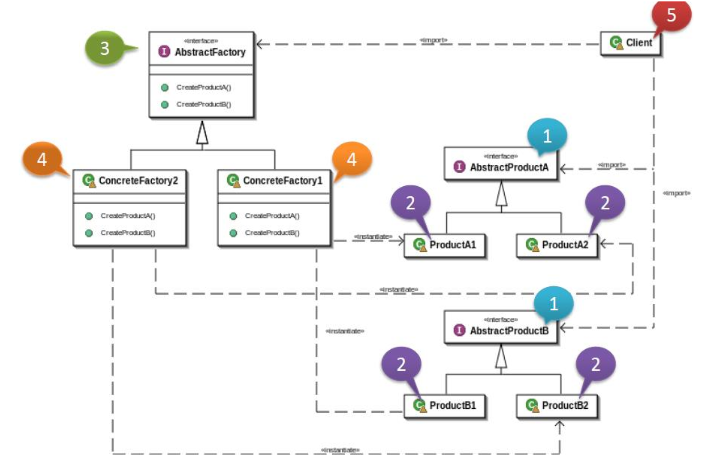 5
«interface»
I AbstractFactory
3
CreateProductA()
CreateProductB()
«import»
C Client
1
«interface»
I AbstractProductA
«import»
«import»
4
C ConcreteFactory2
CreateProductA()
CreateProductB()
C ConcreteFactory1
4
CreateProductA()
CreateProductB()
2
2
«instantiate»
C ProductA1
C ProductA2
«instantiate»
1
«interface»
I AbstractProductB
«instantiate»
2
2
C ProductB1
C ProductB2
«instantiate»